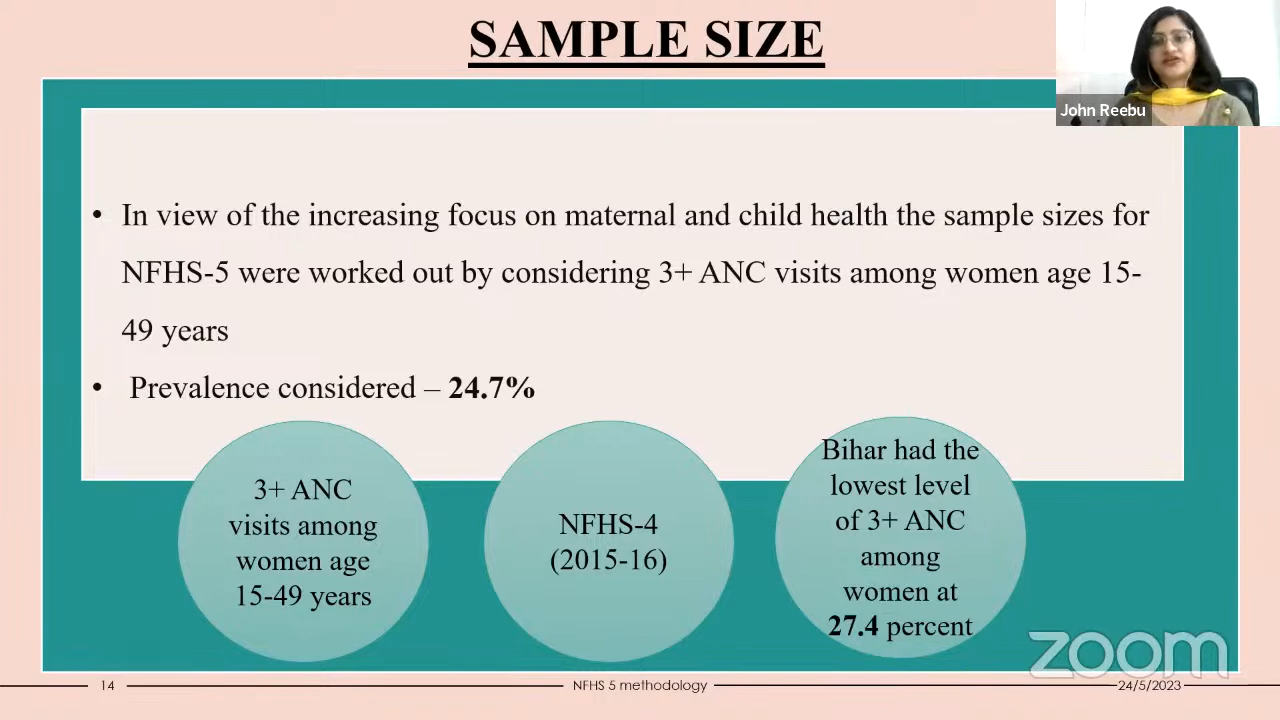 SAMPLE SIZE
John Reebu
• In view of the increasing focus on maternal and child health the sample sizes for
NFHS-5 were worked out by considering 3+ ANC visits among women age 15-
49 years
• Prevalence considered – 24.7%
3+ ANC
visits among
women age
15-49 years
NFHS-4
(2015-16)
Bihar had the
lowest level
of 3+ ANC
among
women at
27.4 percent
zoom
14
NFHS 5 methodology
24/5/2023